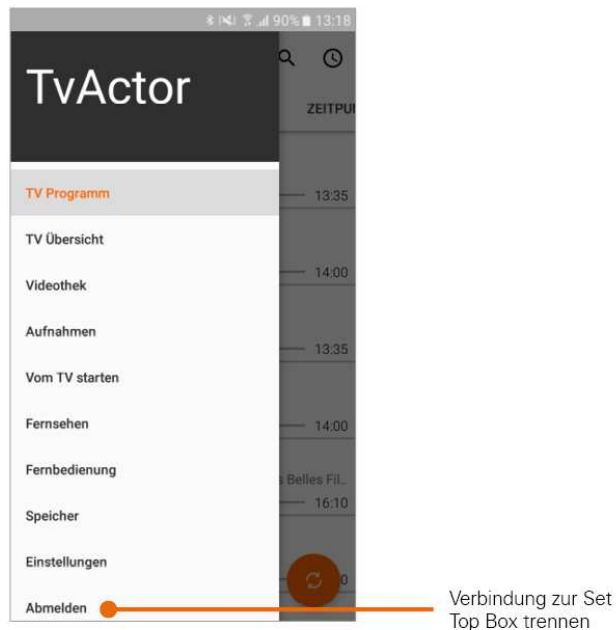 90% 13:18
TvActor
ZEITPU
TV Programm
13:35
TV Übersicht
14:00
Videothek
Aufnahmen
13:35
Vom TV starten
Fernsehen
14:00
Fernbedienung
s Belles Fil...
16:10
Speicher
Einstellungen
0
Abmelden
Verbindung zur Set
Top Box trennen